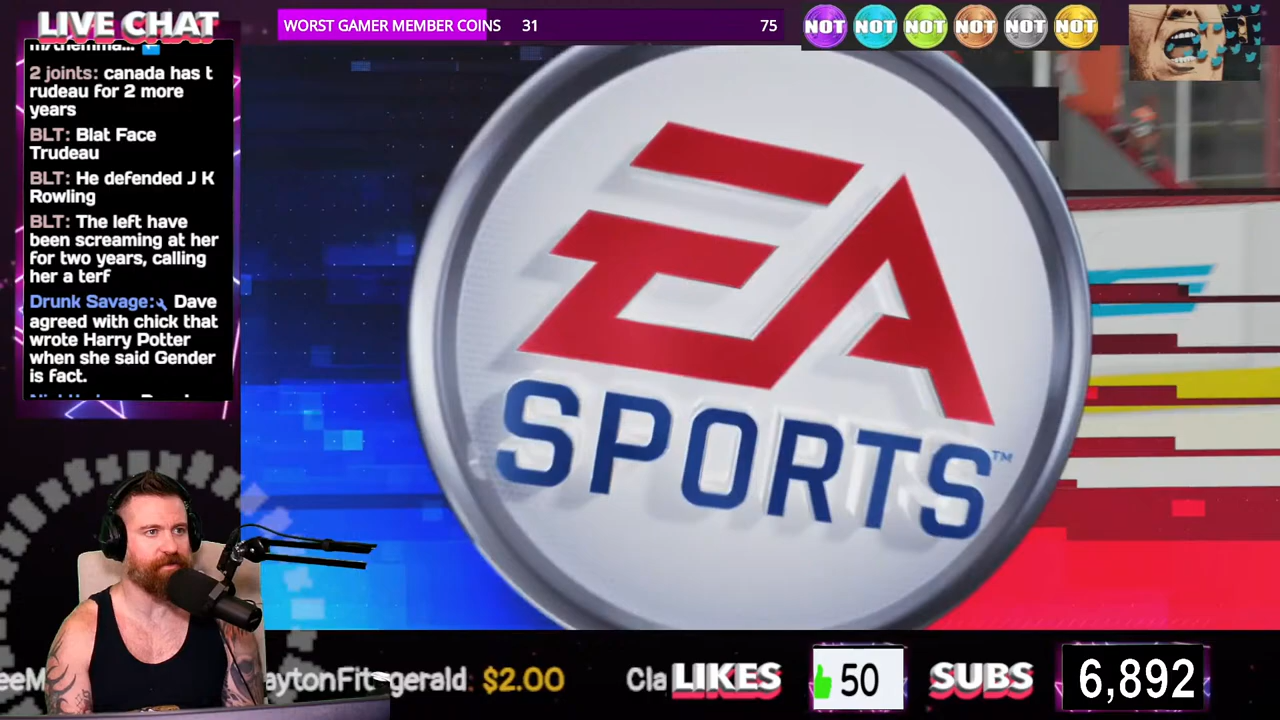 LIVE CHAT
WORST GAMER MEMBER COINS 31 75
NOT NOT NOT NOT NOT NOT
2 joints: canada has t
rudeau for 2 more
years
BLT: Blat Face
Trudeau
BLT: He defended J K
Rowling
BLT: The left have
been screaming at her
for two years, calling
her a terf
Drunk Savage: Dave
agreed with chick that
wrote Harry Potter
when she said Gender
is fact.
EA
SPORTS™
$2.00
LIKES 50 SUBS 6,892